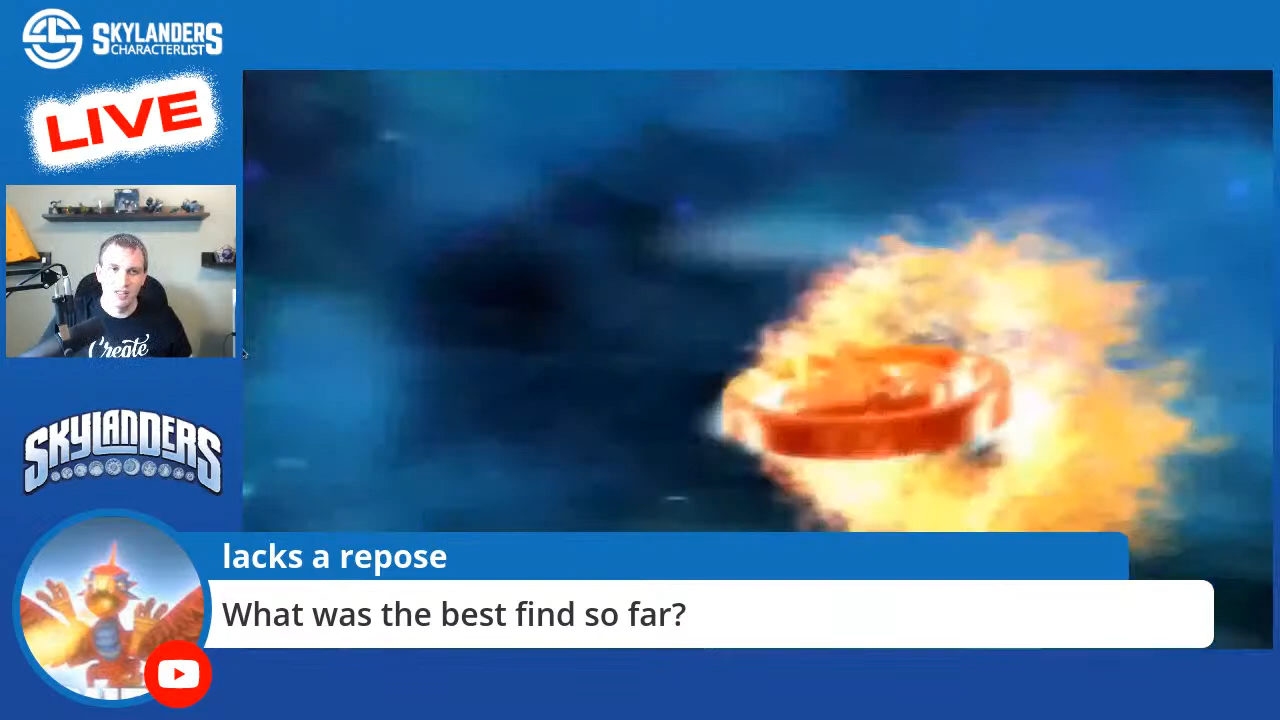 SKYLANDERS
CHARACTERLIST
LIVE
Create
SKYLANDERS
lacks a repose
What was the best find so far?